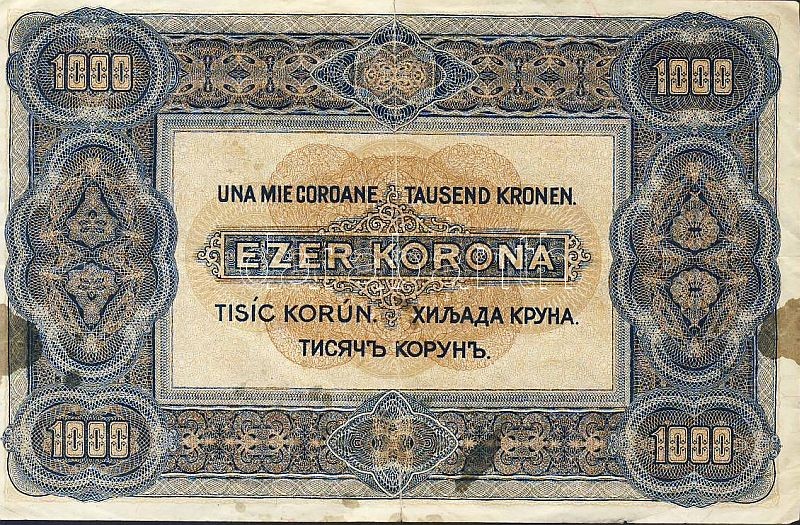 1000 1000
UNA MIE COROANE TAUSEND KRONEN.
EZER KORONA
TISÍC KORÚN. ХИЉАДА КРУНА.
ТИСЯЧЪ КОРУНЪ.
1000 1000